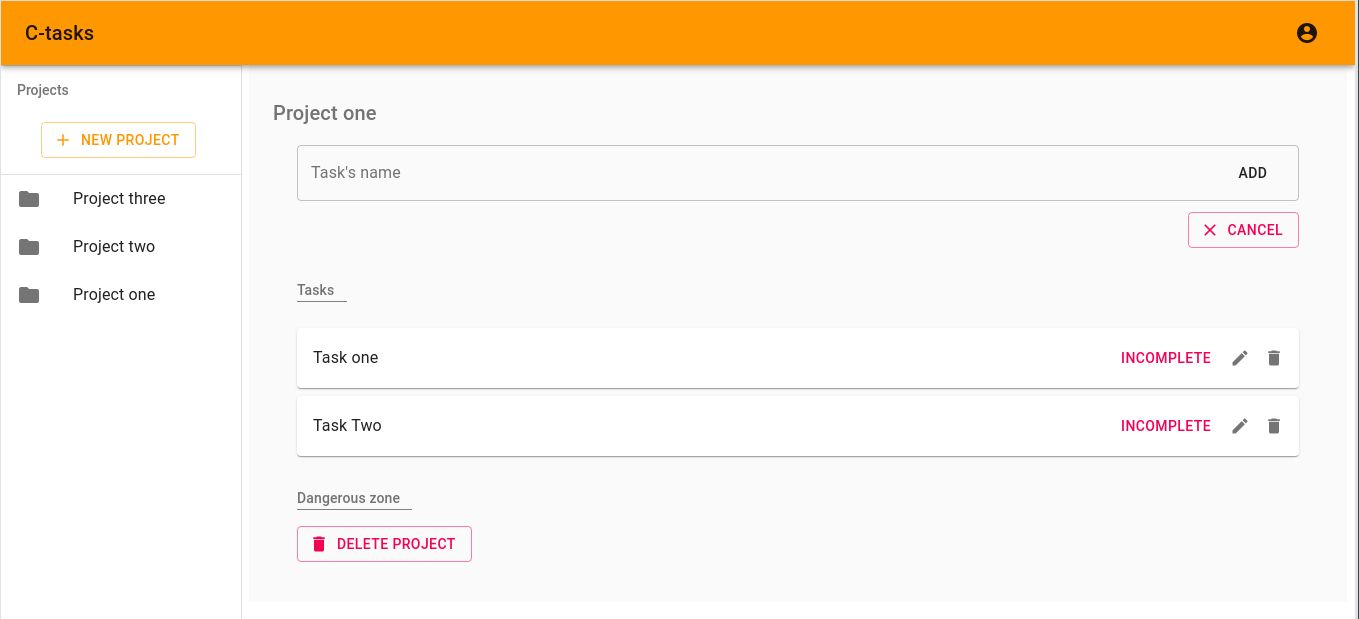 C-tasks
Projects
NEW PROJECT
Project three
Project two
Project one
Project one
Task's name
ADD
CANCEL
Tasks
Task one
INCOMPLETE
Task Two
INCOMPLETE
Dangerous zone
DELETE PROJECT